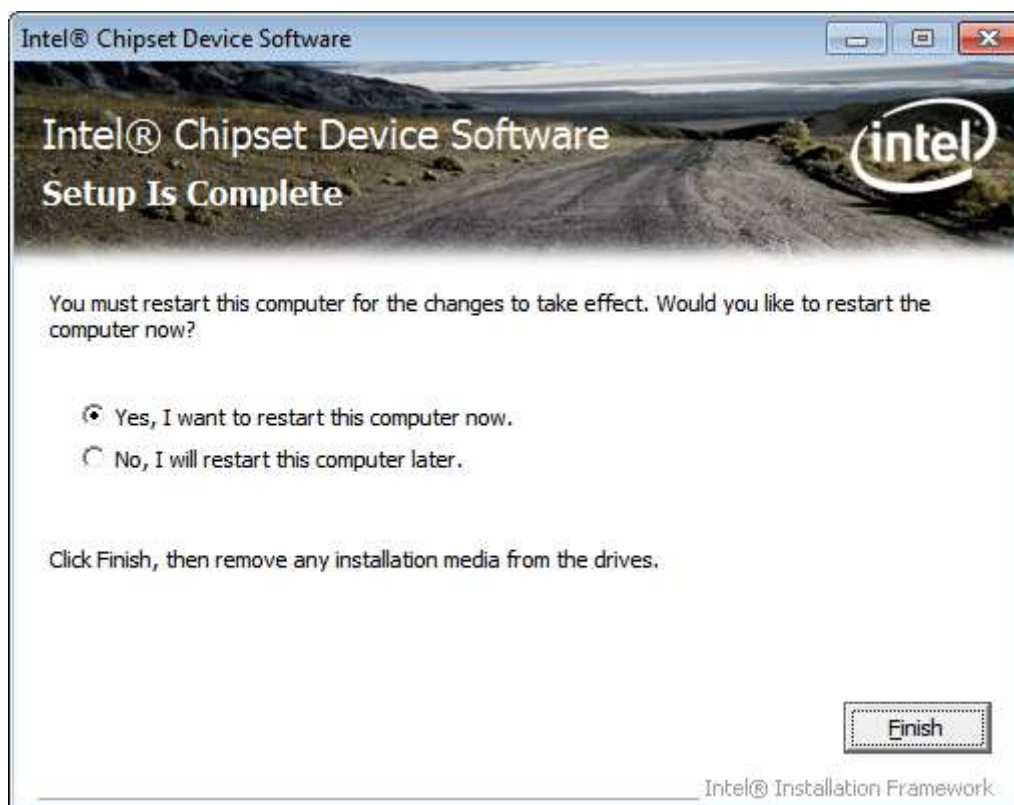 Intel® Chipset Device Software
Intel® Chipset Device Software
intel®
Setup Is Complete
You must restart this computer for the changes to take effect. Would you like to restart the
computer now?
Yes, I want to restart this computer now.
No, I will restart this computer later.
Click Finish, then remove any installation media from the drives.
Finish
Intel® Installation Framework